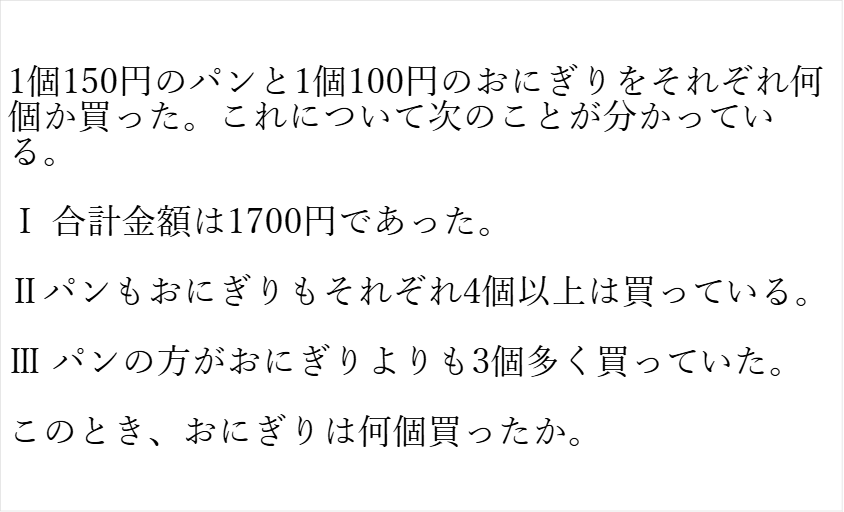 1個150円のパンと1個100円のおにぎりをそれぞれ何
個か買った。これについて次のことが分かってい
る。
Ⅰ 合計金額は1700円であった。
Ⅱパンもおにぎりもそれぞれ4個以上は買っている。
Ⅲ パンの方がおにぎりよりも3個多く買っていた。
このとき、おにぎりは何個買ったか。